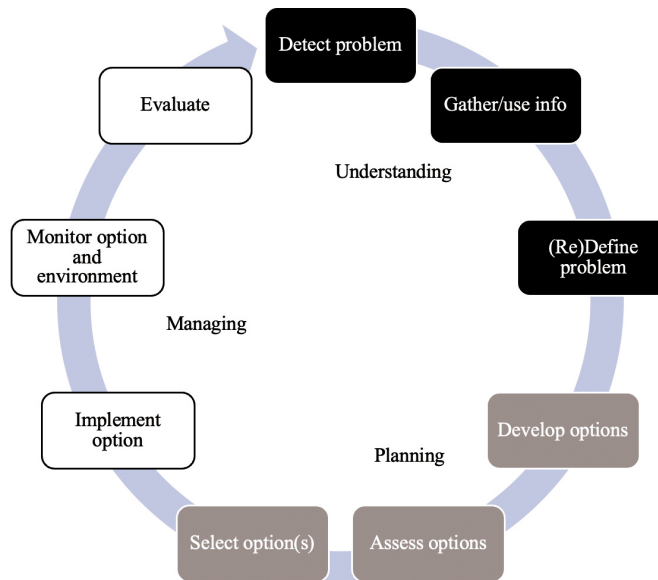 Detect problem
Gather/use info
Understanding
(Re)Define
problem
Develop options
Planning
Assess options
Select option(s)
Implement
option
Managing
Monitor option
and
environment
Evaluate